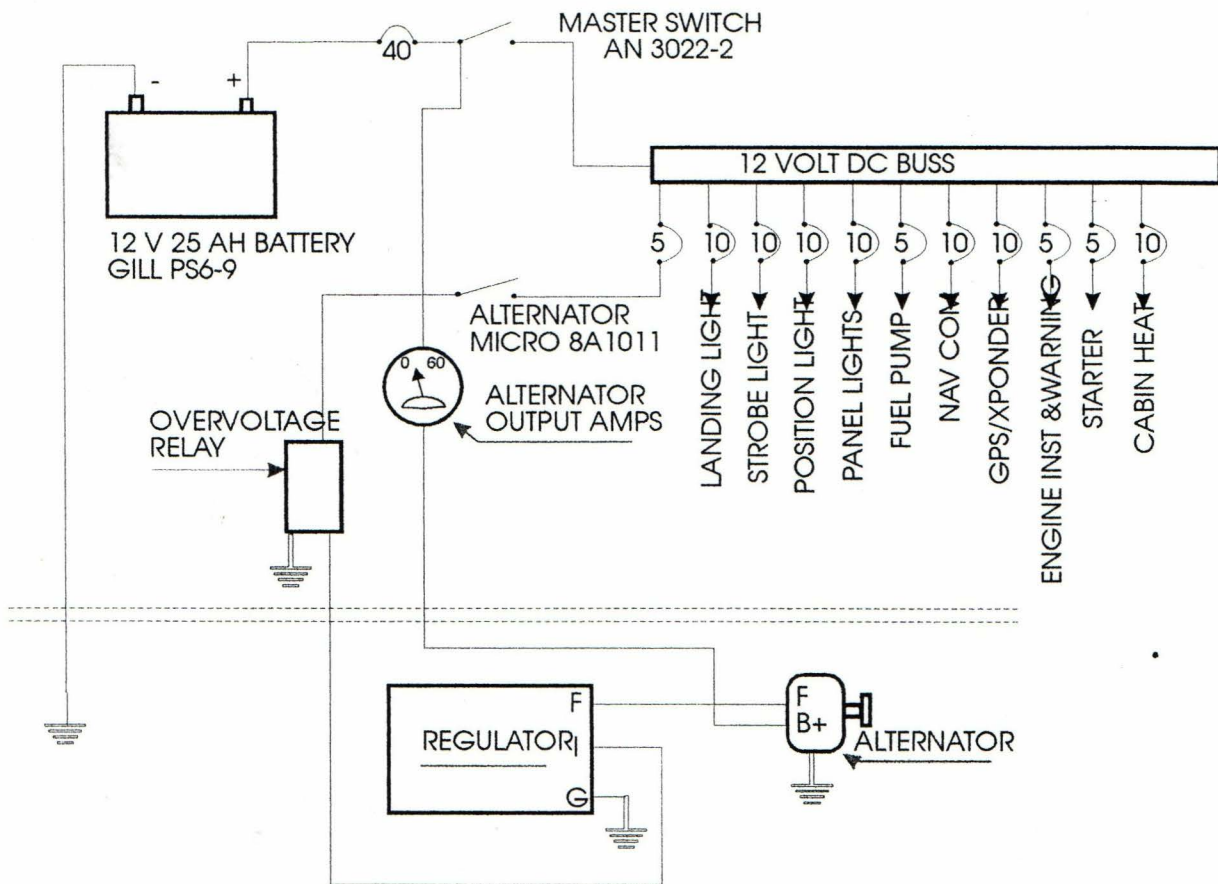 MASTER SWITCH
AN 3022-2
40
- +
12 VOLT DC BUSS
12 V 25 AH BATTERY
GILL PS6-9
5 10 10 10 10 5 10 10 5 5 10
ALTERNATOR
MICRO 8A1011
0 60
ALTERNATOR
OUTPUT AMPS
OVERVOLTAGE
RELAY
LANDING LIGHT
STROBE LIGHT
POSITION LIGHT
PANEL LIGHTS
FUEL PUMP
NAV COM
GPS/XPONDER
ENGINE INST &WARNING
STARTER
CABIN HEAT
F
REGULATOR
I
G
F
B+
ALTERNATOR